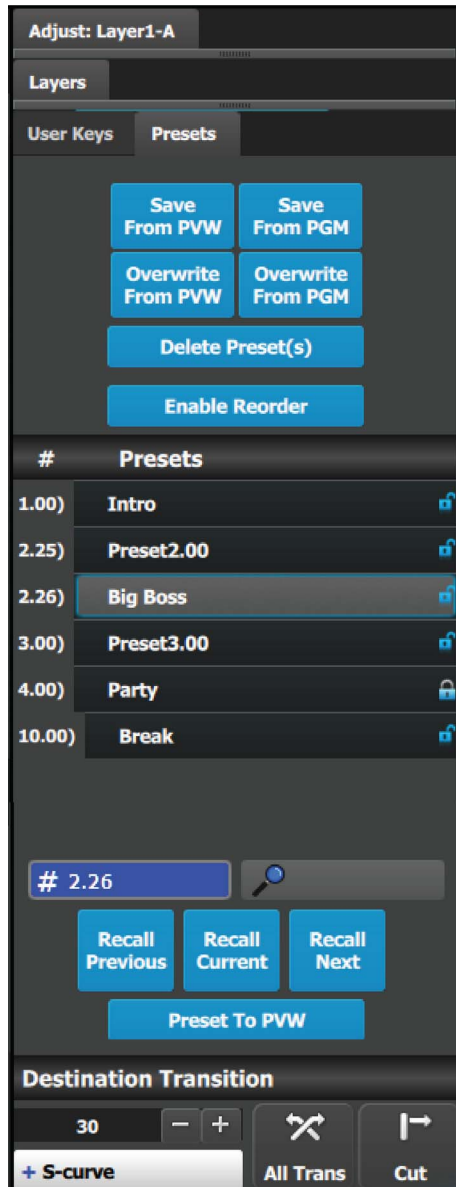 Adjust: Layer1-A
Layers
User Keys Presets
Save Save
From PVW From PGM
Overwrite Overwrite
From PVW From PGM
Delete Preset(s)
Enable Reorder
# Presets
1.00) Intro
2.25) Preset2.00
2.26) Big Boss
3.00) Preset3.00
4.00) Party
10.00) Break
# 2.26
Recall Recall Recall
Previous Current Next
Preset To PVW
Destination Transition
30 − +
+ S-curve All Trans Cut